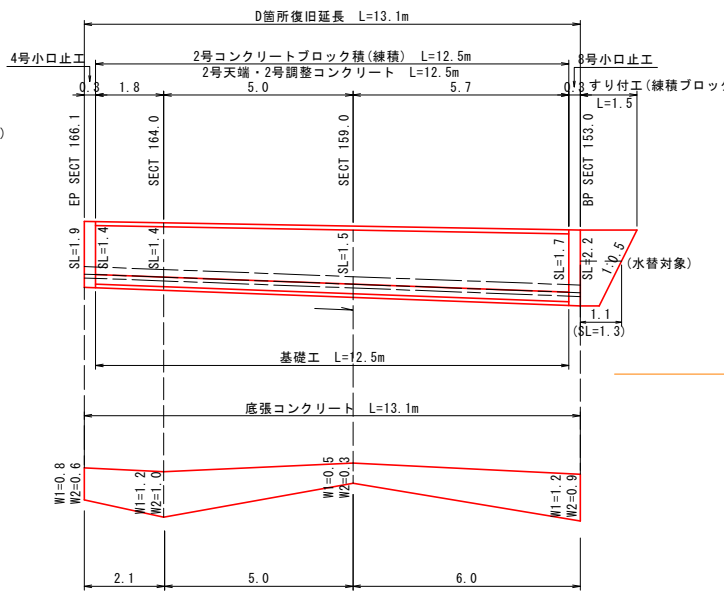 D箇所復旧延長 L=13.1m
4号小口止工
2号コンクリートブロック積(練積) L=12.5m
8号小口止工
2号天端・2号調整コンクリート L=12.5m
0.3
1.8
5.0
5.7
0.3
すり付工(練積ブロック
L=1.5
)
EP SECT 166.1
SECT 164.0
SECT 159.0
BP SECT 153.0
SL=1.9
SL=1.4
SL=1.4
SL=1.5
SL=1.7
SL=2.2
1:0.5
(水替対象)
1.1
(SL=1.3)
基礎工 L=12.5m
底張コンクリート L=13.1m
W1=0.8
W2=0.6
W1=1.2
W2=1.0
W1=0.5
W2=0.3
W1=1.2
W2=0.9
2.1
5.0
6.0